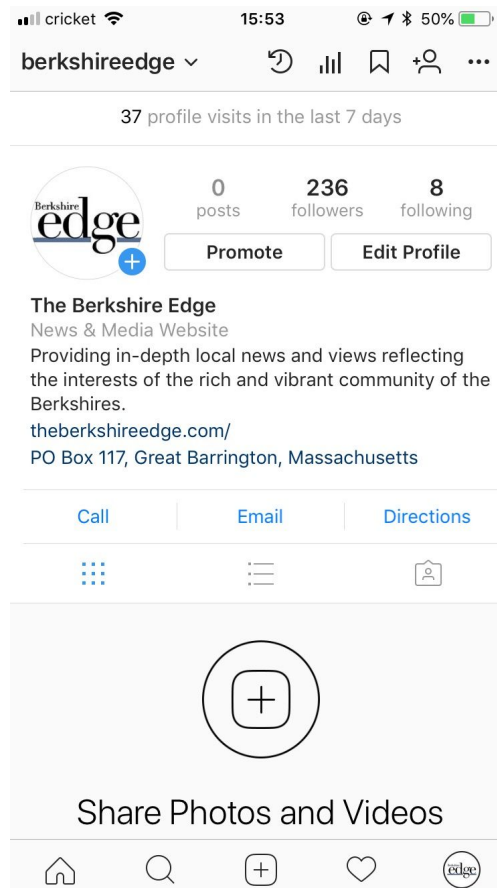 cricket 15:53 50%
berkshireedge
37 profile visits in the last 7 days
Berkshire
edge
0 236 8
posts followers following
Promote Edit Profile
The Berkshire Edge
News & Media Website
Providing in-depth local news and views reflecting
the interests of the rich and vibrant community of the
Berkshires.
theberkshireedge.com/
PO Box 117, Great Barrington, Massachusetts
Call Email Directions
Share Photos and Videos
Berkshire
edge